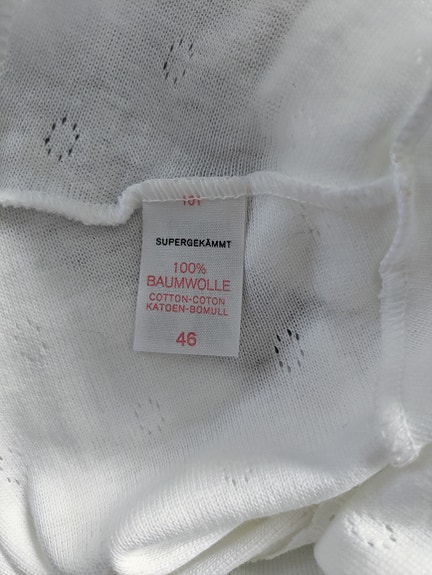 SUPERGEKÄMMT
100%
BAUMWOLLE
COTTON-COTON
KATOEN-BOMULL
46